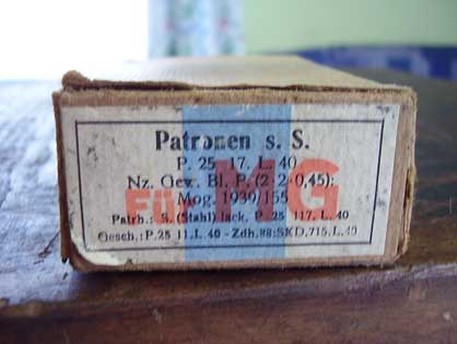 Patronen s. S.
P. 25. 17. L. 40
Nz. Gew. Bl. P. (2·2·0,45):
Für MG
Mog. 1939/155
Patrh.: S. (Stahl) lack. P. 25 117. L. 40
Gesch.: P. 25 11. L. 40 - Zdh. 88: SKD. 715. L. 40